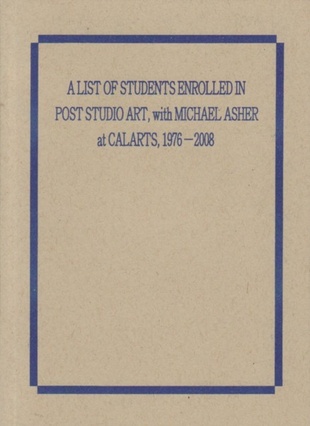 A LIST OF STUDENTS ENROLLED IN
POST STUDIO ART, with MICHAEL ASHER
at CALARTS, 1976—2008